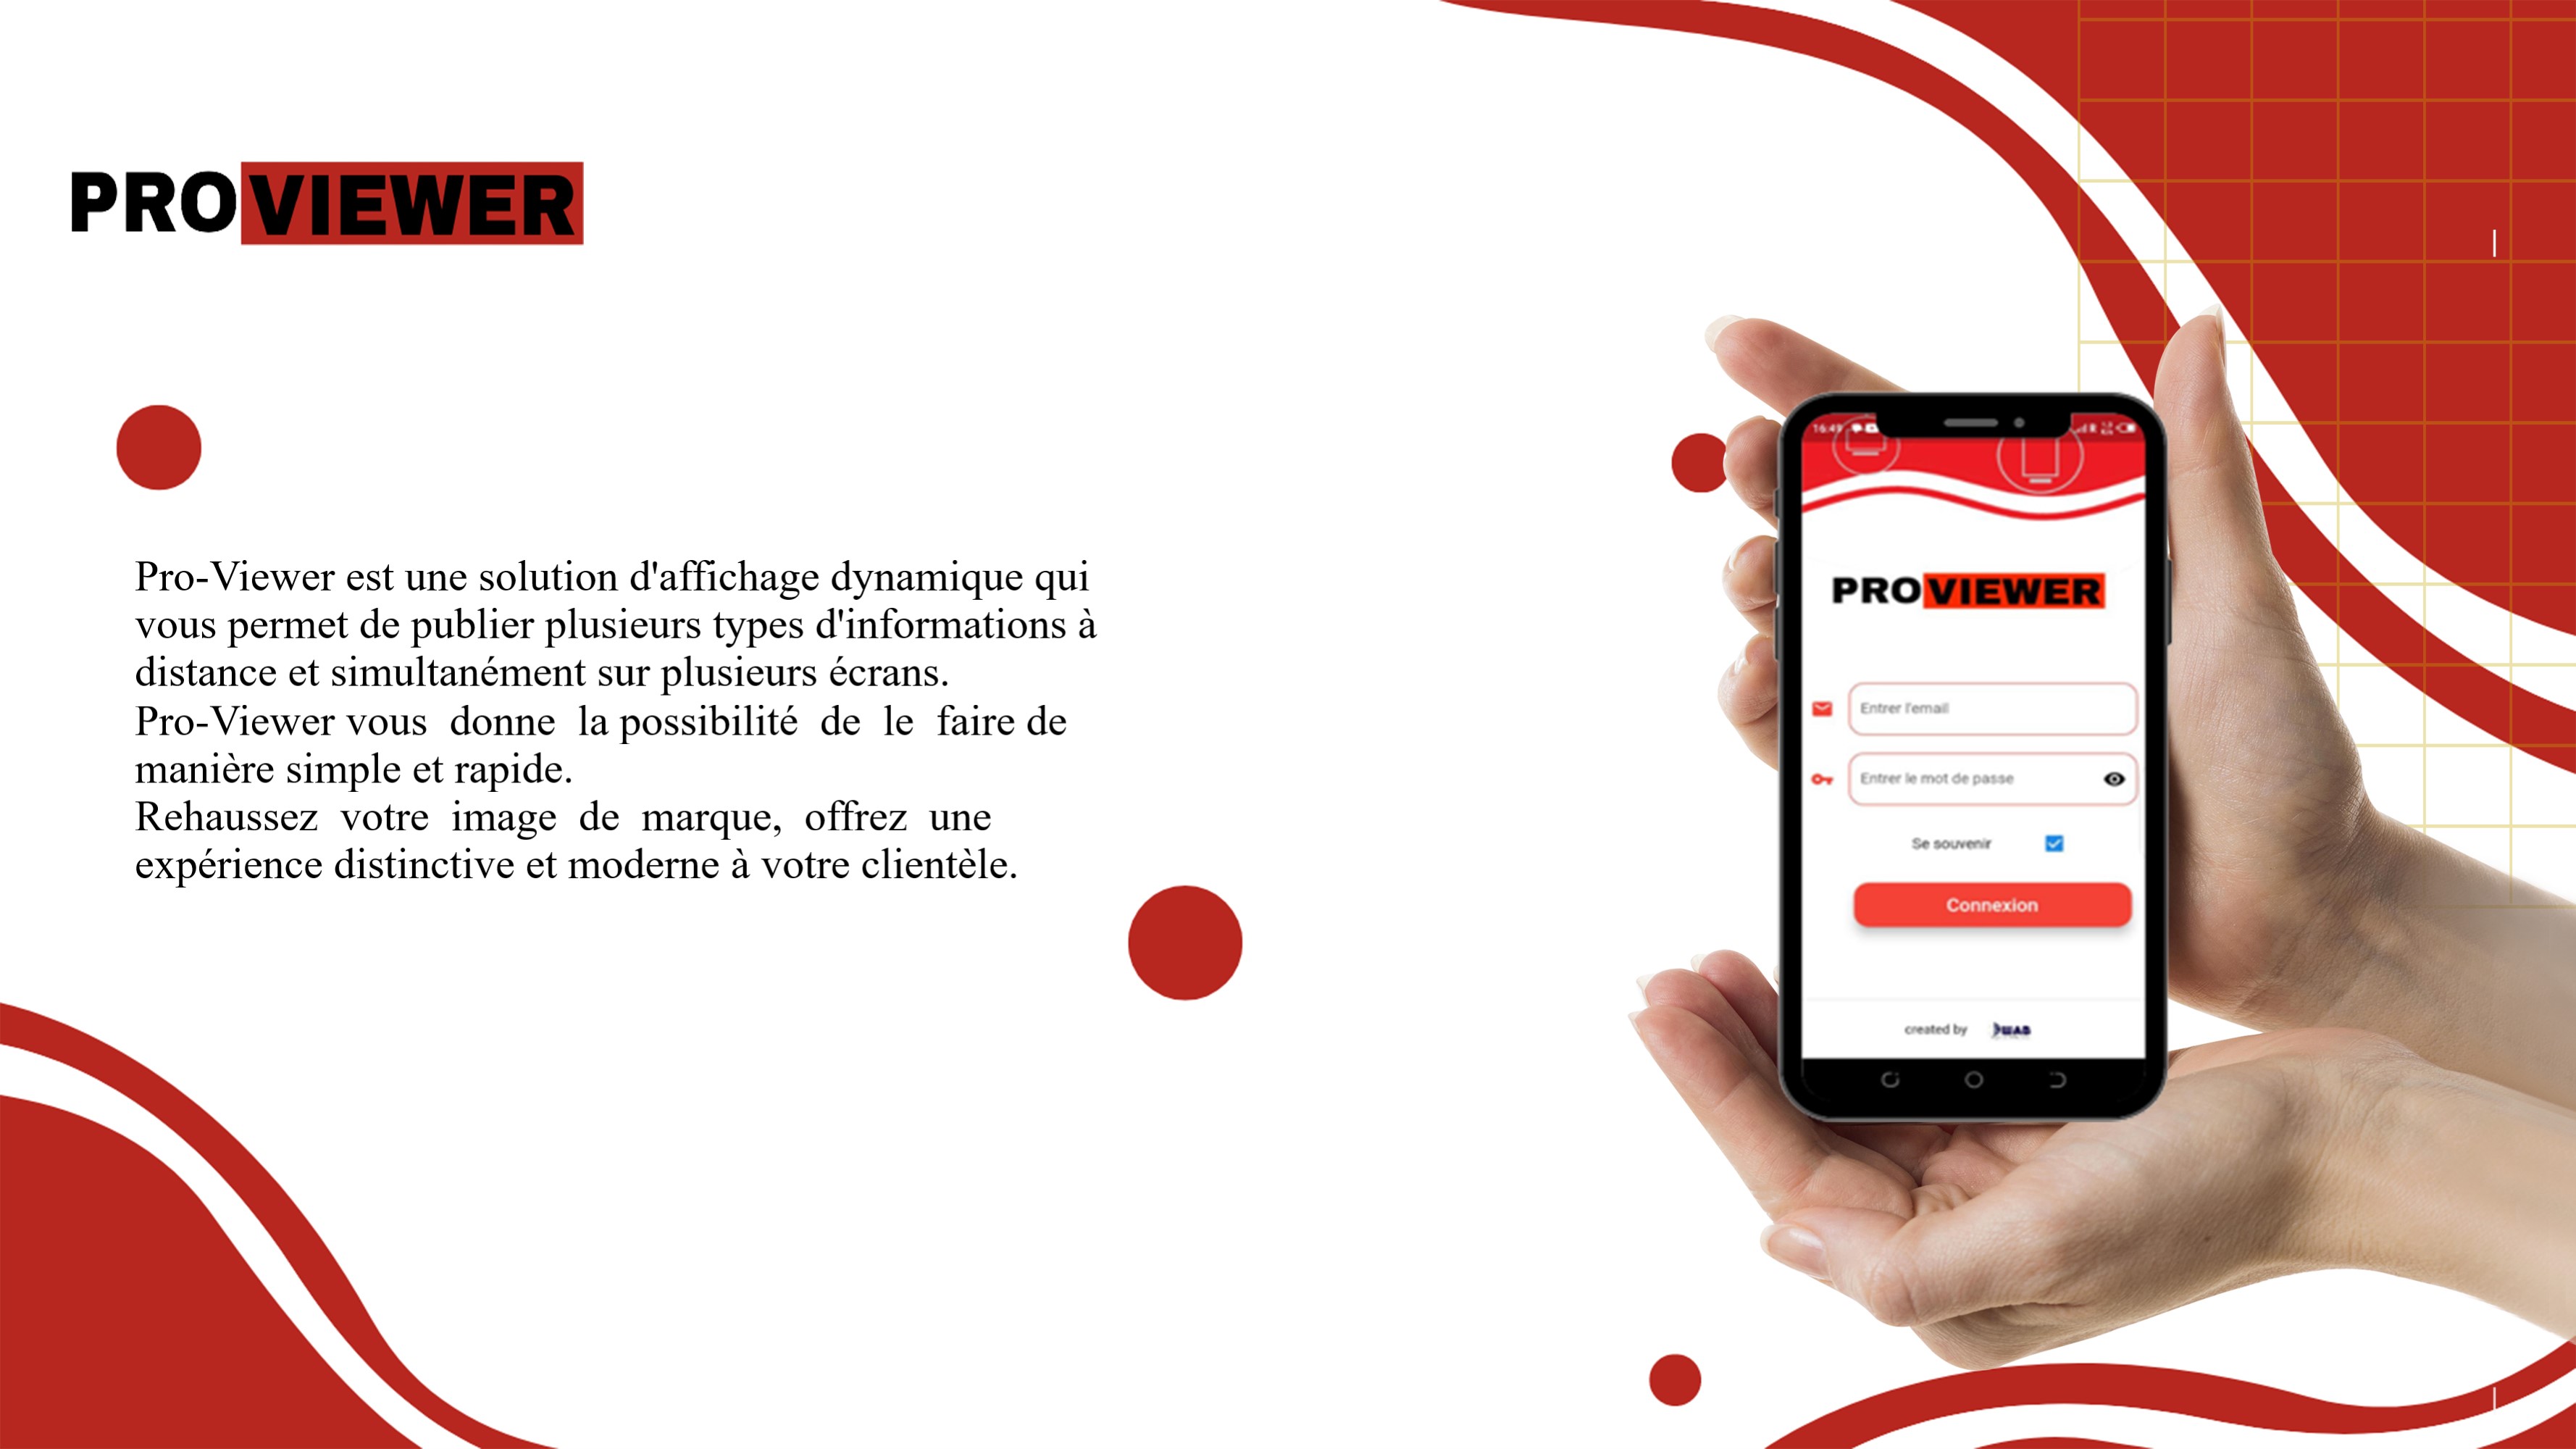 PROVIEWER
Pro-Viewer est une solution d'affichage dynamique qui
vous permet de publier plusieurs types d'informations à
distance et simultanément sur plusieurs écrans.
Pro-Viewer vous donne la possibilité de le faire de
manière simple et rapide.
Rehaussez votre image de marque, offrez une
expérience distinctive et moderne à votre clientèle.
16:49
PROVIEWER
Entrer l'email
Entrer le mot de passe
Se souvenir
Connexion
created by